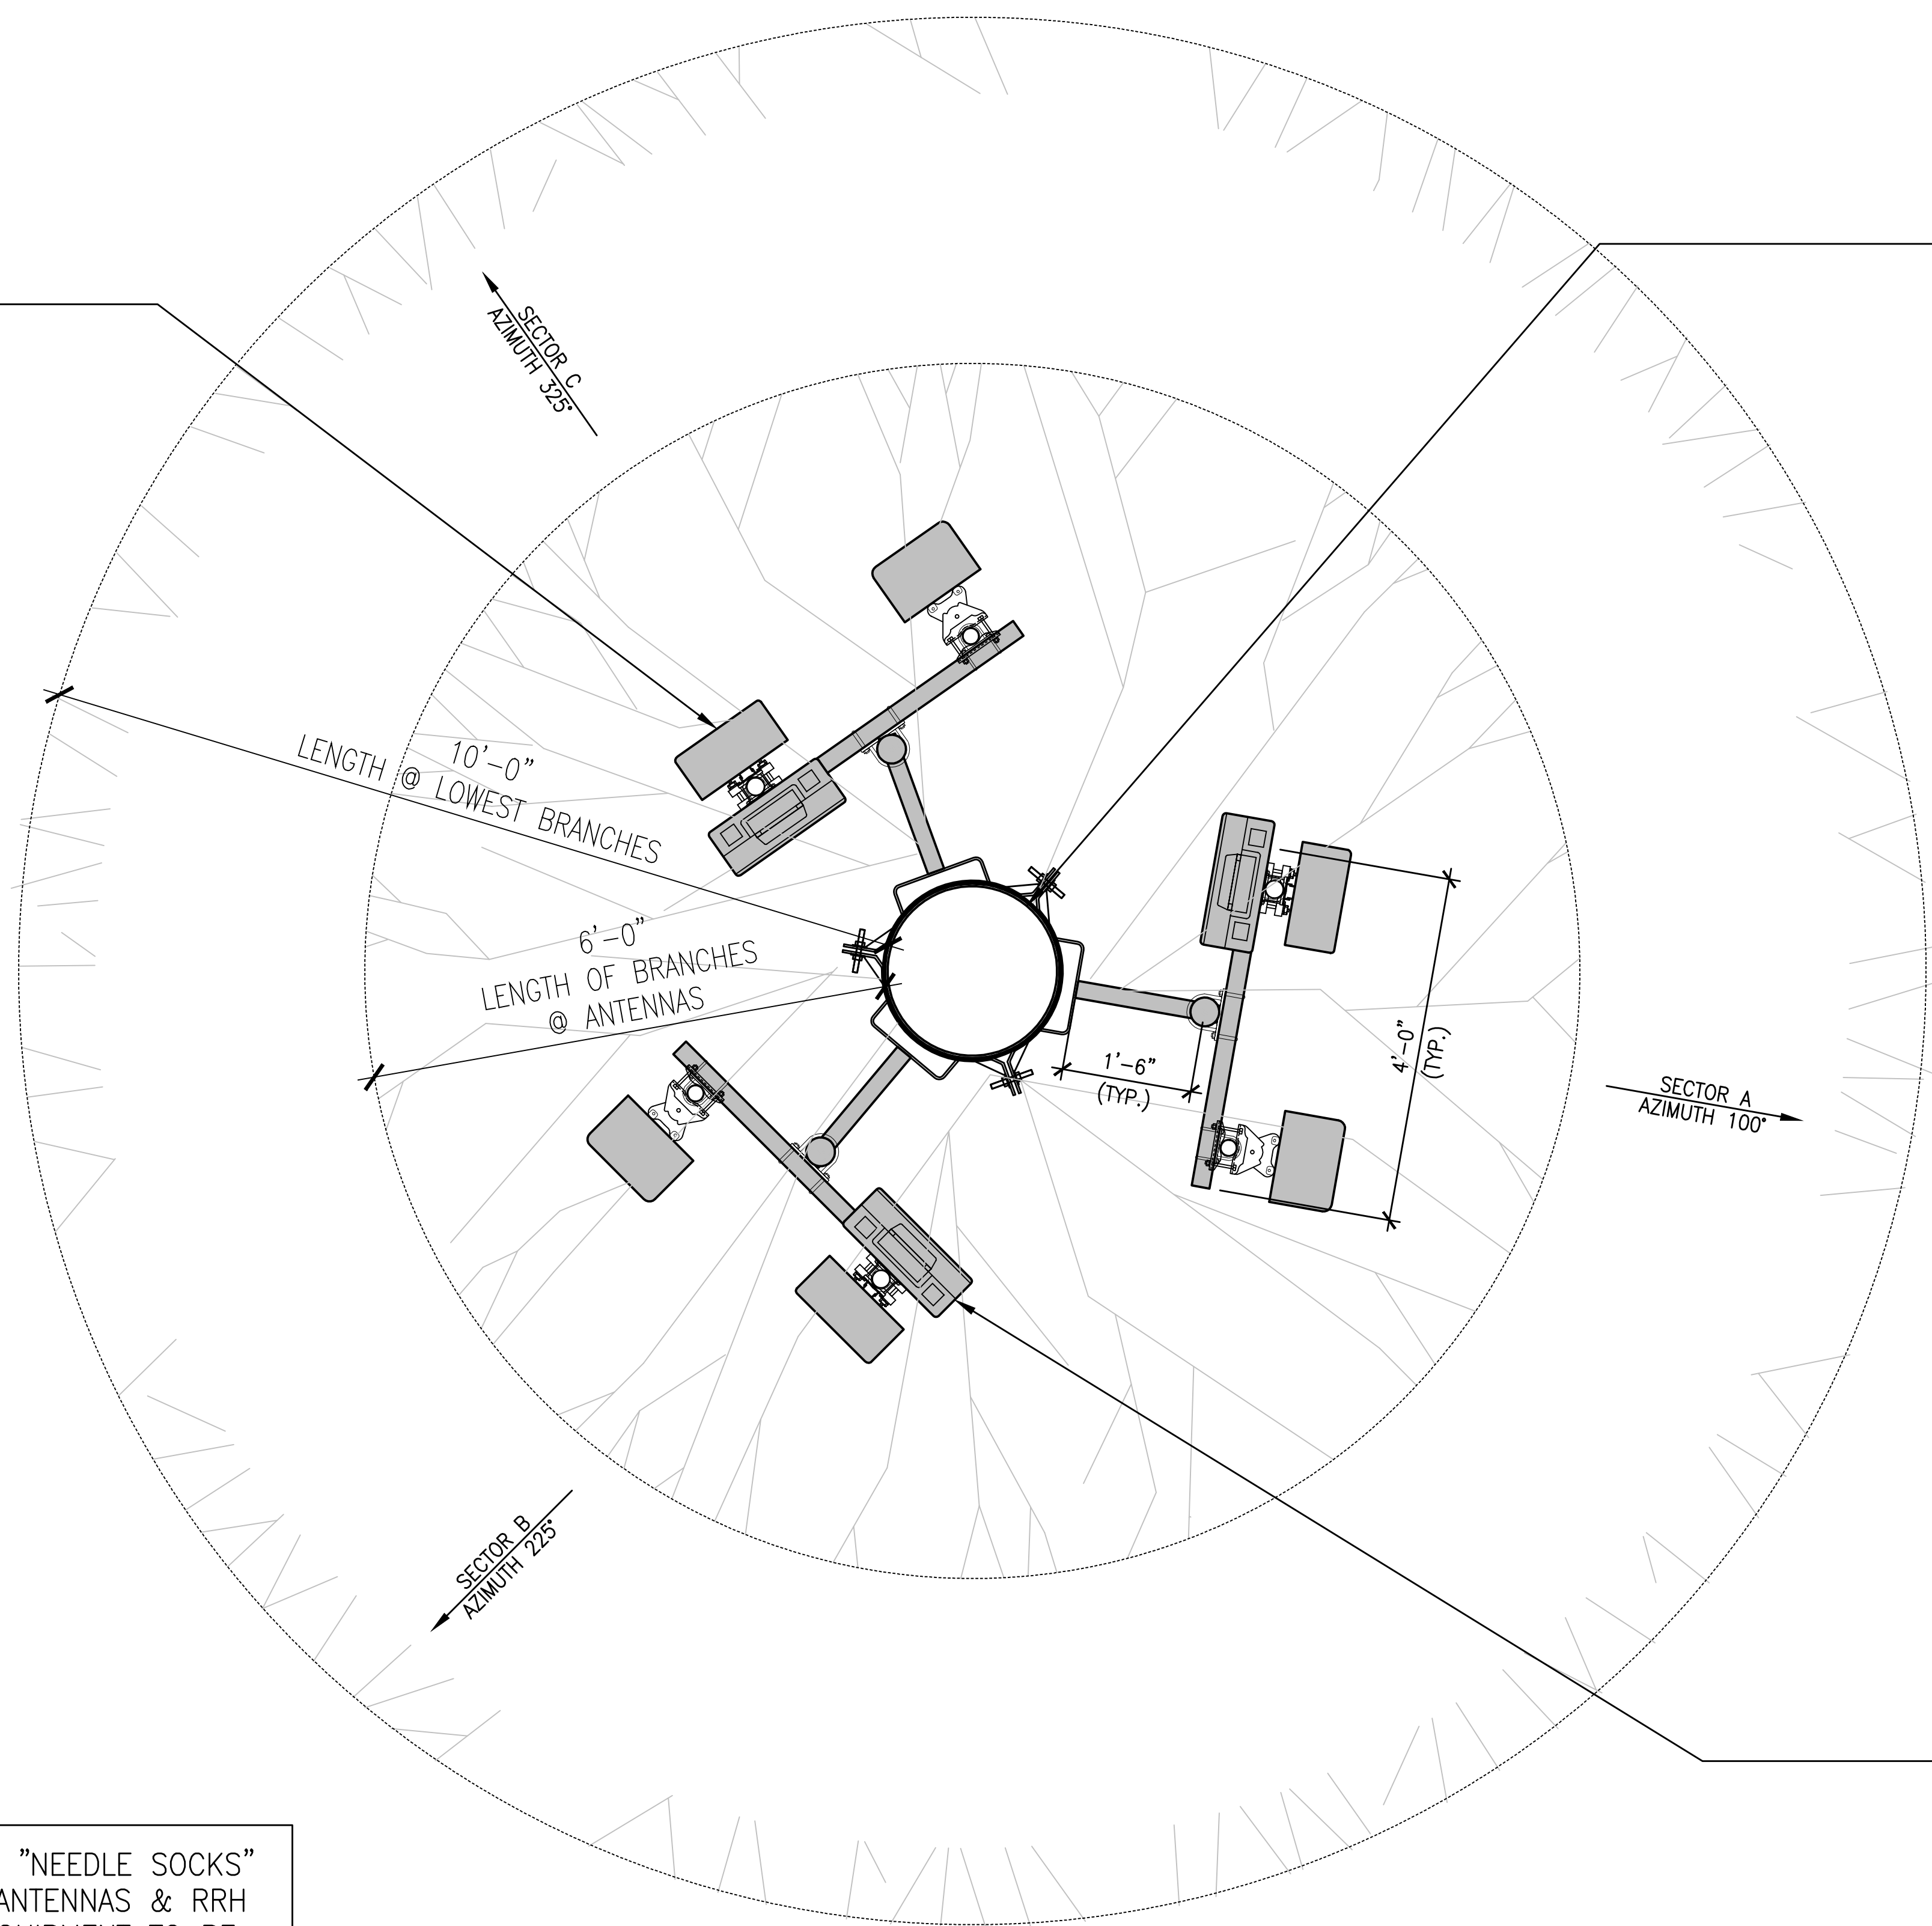 SECTOR C
AZIMUTH 325°
10'-0"
LENGTH @ LOWEST BRANCHES
6'-0"
LENGTH OF BRANCHES
@ ANTENNAS
1'-6"
(TYP.)
4'-0"
(TYP.)
SECTOR A
AZIMUTH 100°
SECTOR B
AZIMUTH 225°
"NEEDLE SOCKS"
ANTENNAS & RRH